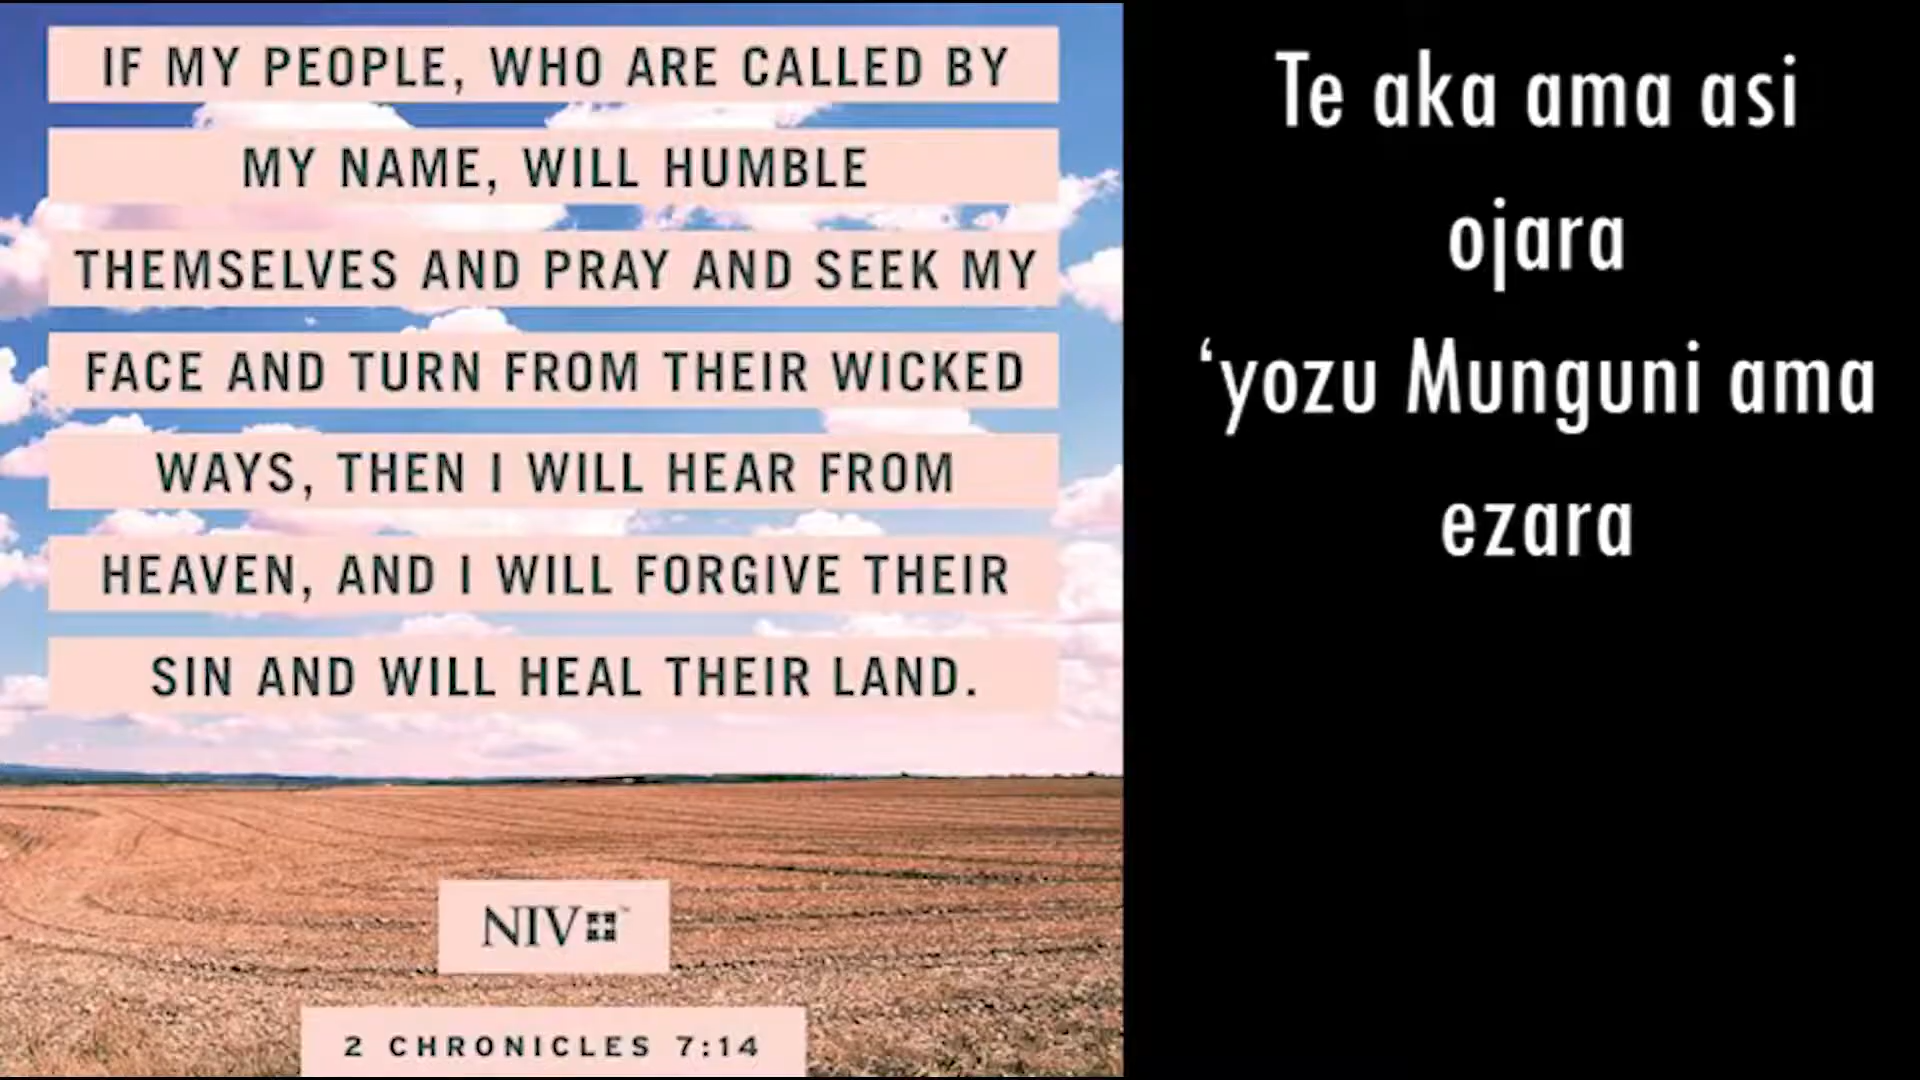 IF MY PEOPLE, WHO ARE CALLED BY
MY NAME, WILL HUMBLE
THEMSELVES AND PRAY AND SEEK MY
FACE AND TURN FROM THEIR WICKED
WAYS, THEN I WILL HEAR FROM
HEAVEN, AND I WILL FORGIVE THEIR
SIN AND WILL HEAL THEIR LAND.
NIV™
2 CHRONICLES 7:14
Te aka ama asi
ojara
‘yozu Munguni ama
ezara